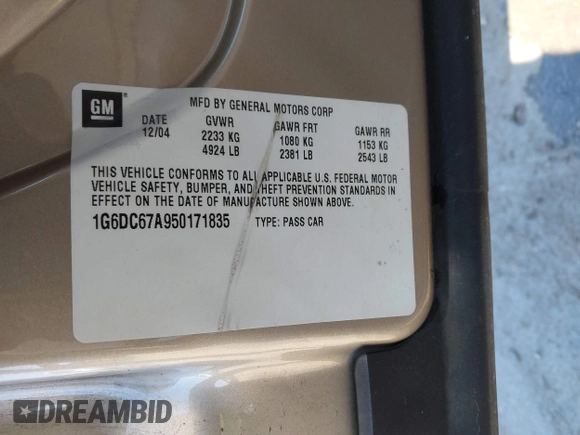 MFD BY GENERAL MOTORS CORP
GM
DATE GVWR GAWR FRT GAWR RR
12/04 2233 KG 1080 KG 1153 KG
4924 LB 2381 LB 2543 LB
THIS VEHICLE CONFORMS TO ALL APPLICABLE U.S. FEDERAL MOTOR
VEHICLE SAFETY, BUMPER, AND THEFT PREVENTION STANDARDS IN
EFFECT ON THE DATE OF MANUFACTURE SHOWN ABOVE.
1G6DC67A950171835 TYPE: PASS CAR
DREAMBID